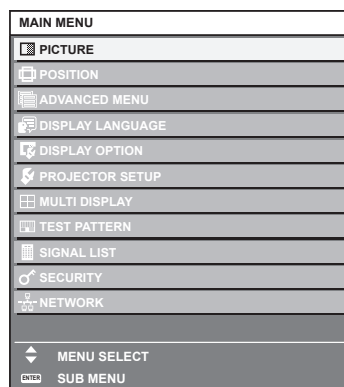 MAIN MENU
PICTURE
POSITION
ADVANCED MENU
DISPLAY LANGUAGE
DISPLAY OPTION
PROJECTOR SETUP
MULTI DISPLAY
TEST PATTERN
SIGNAL LIST
SECURITY
NETWORK
MENU SELECT
ENTER SUB MENU